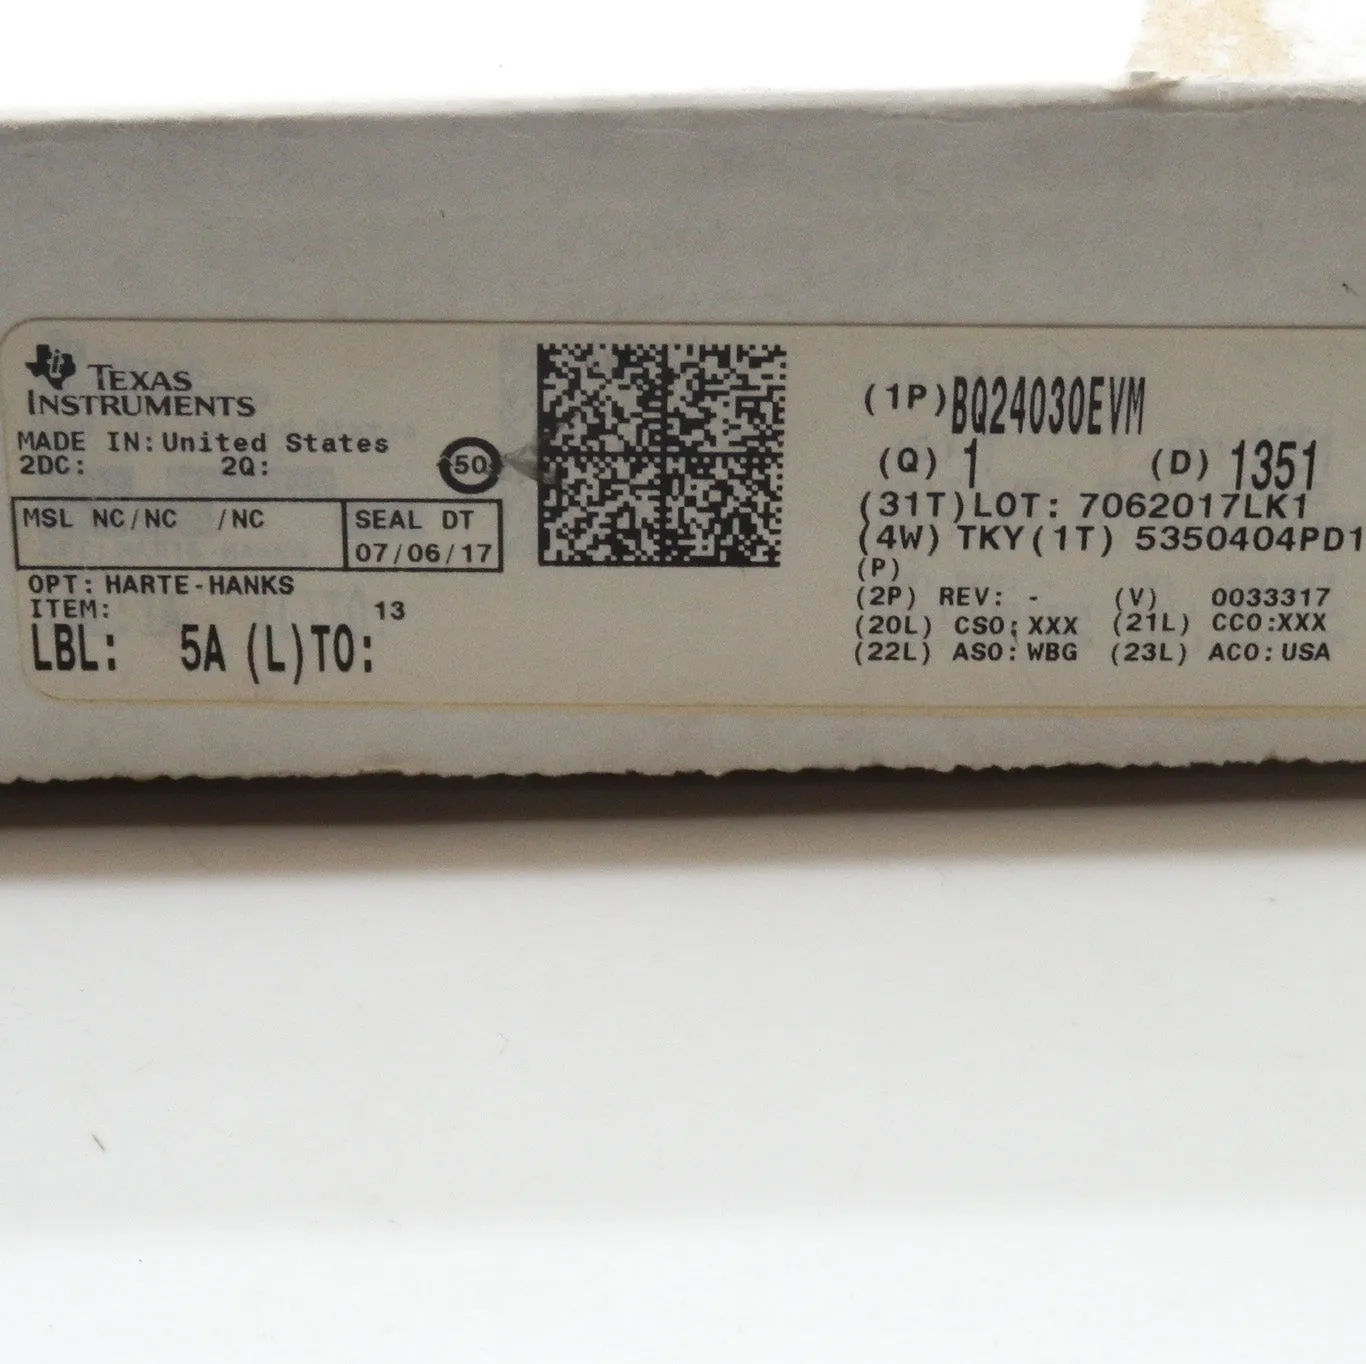 TEXAS
INSTRUMENTS
MADE IN: United States
2DC: 2Q:
50
MSL NC/NC /NC
SEAL DT
07/06/17
OPT: HARTE-HANKS
ITEM: 13
LBL: 5A (L)TO:
(1P) BQ24030EVM
(Q) 1 (D) 1351
(31T)LOT: 7062017LK1
(4W) TKY(1T) 5350404PD1
(P)
(2P) REV: - (V) 0033317
(20L) CSO: XXX (21L) CCO:XXX
(22L) ASO: WBG (23L) ACO: USA